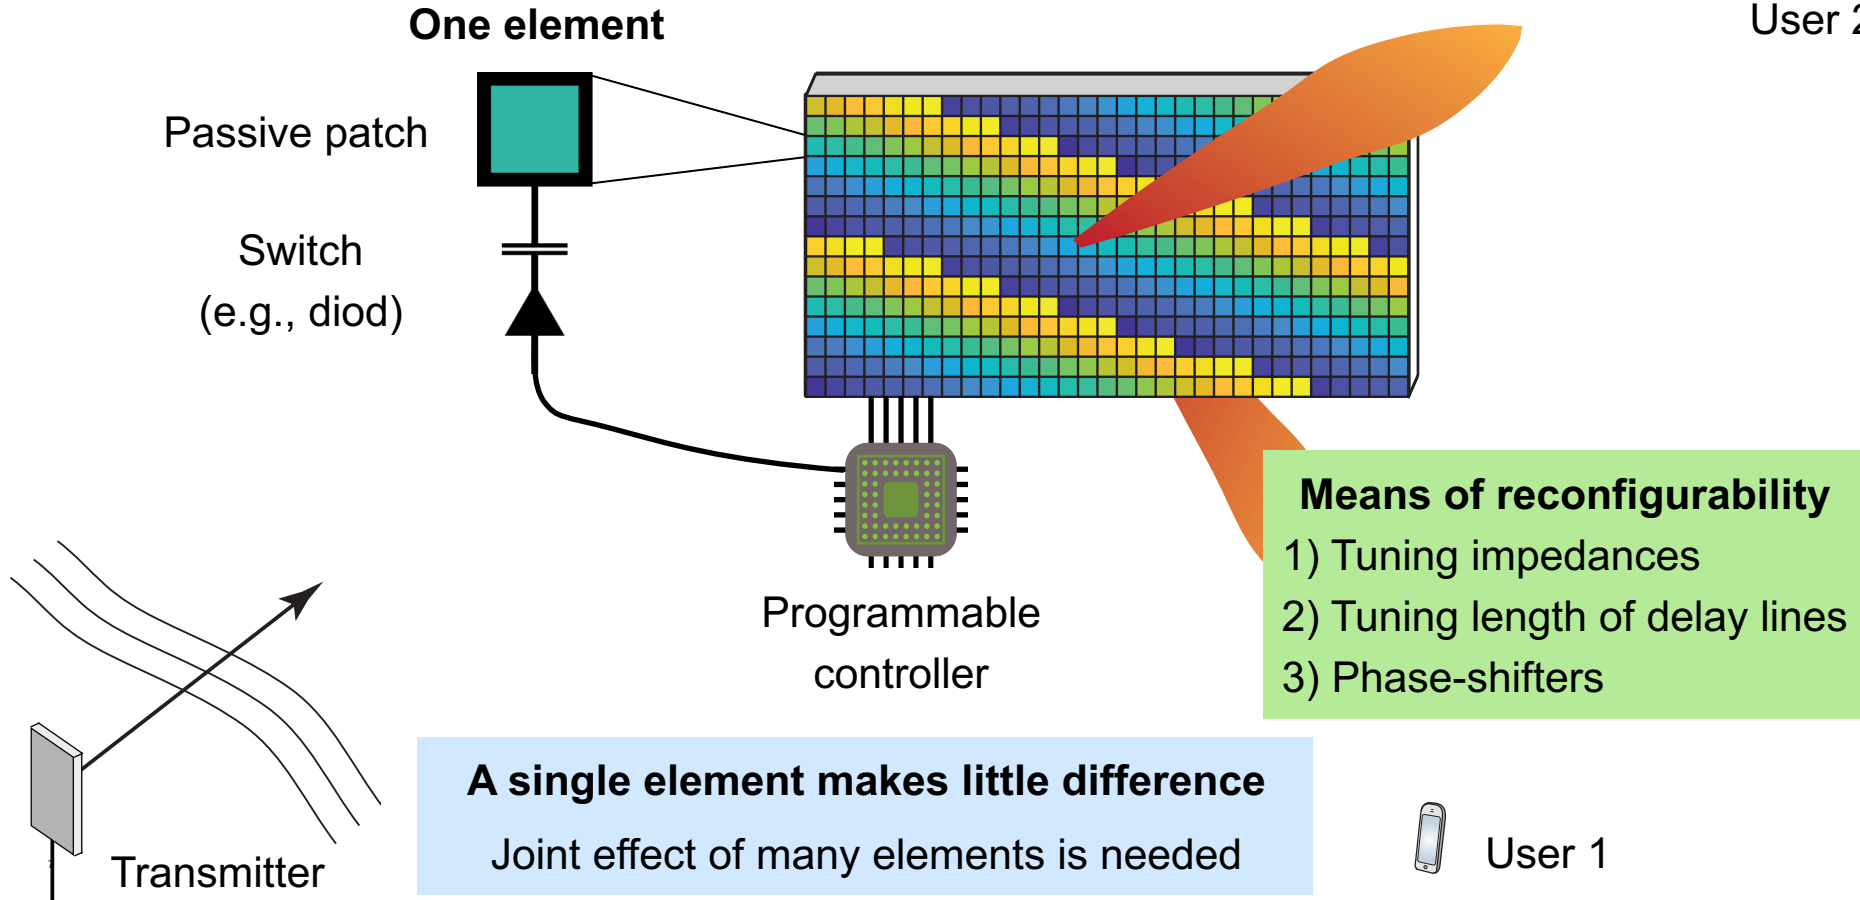 One element
User 2
Passive patch
Switch
(e.g., diod)
Programmable
controller
Means of reconfigurability
1) Tuning impedances
2) Tuning length of delay lines
3) Phase-shifters
A single element makes little difference
Joint effect of many elements is needed
Transmitter
User 1